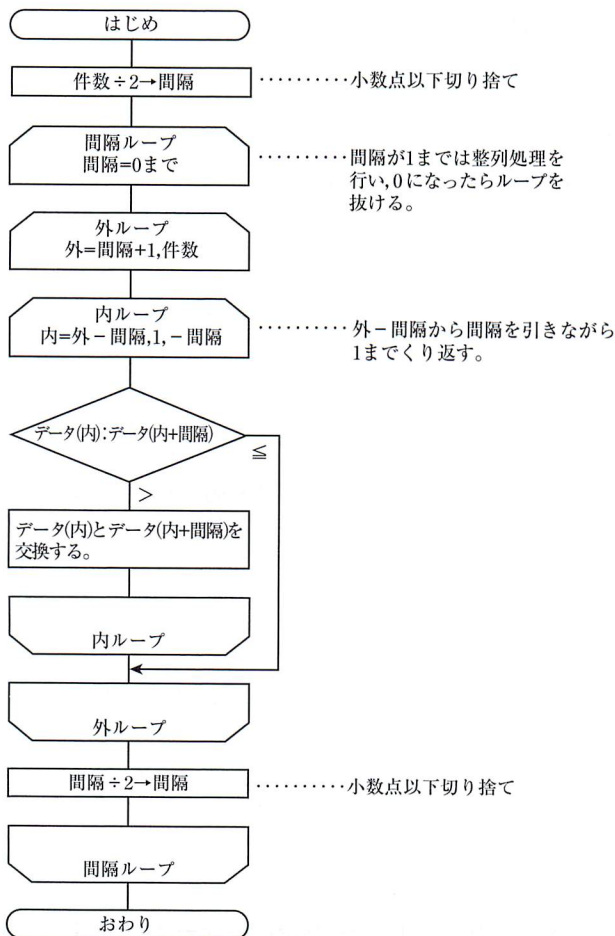 はじめ
件数÷2→間隔
··········小数点以下切り捨て
間隔ループ
間隔=0まで
··········間隔が1までは整列処理を
行い,0になったらループを
抜ける。
外ループ
外=間隔+1,件数
内ループ
内=外−間隔,1,−間隔
··········外−間隔から間隔を引きながら
1までくり返す。
データ(内):データ(内+間隔)
≦
>
データ(内)とデータ(内+間隔)を
交換する。
内ループ
外ループ
間隔÷2→間隔
··········小数点以下切り捨て
間隔ループ
おわり